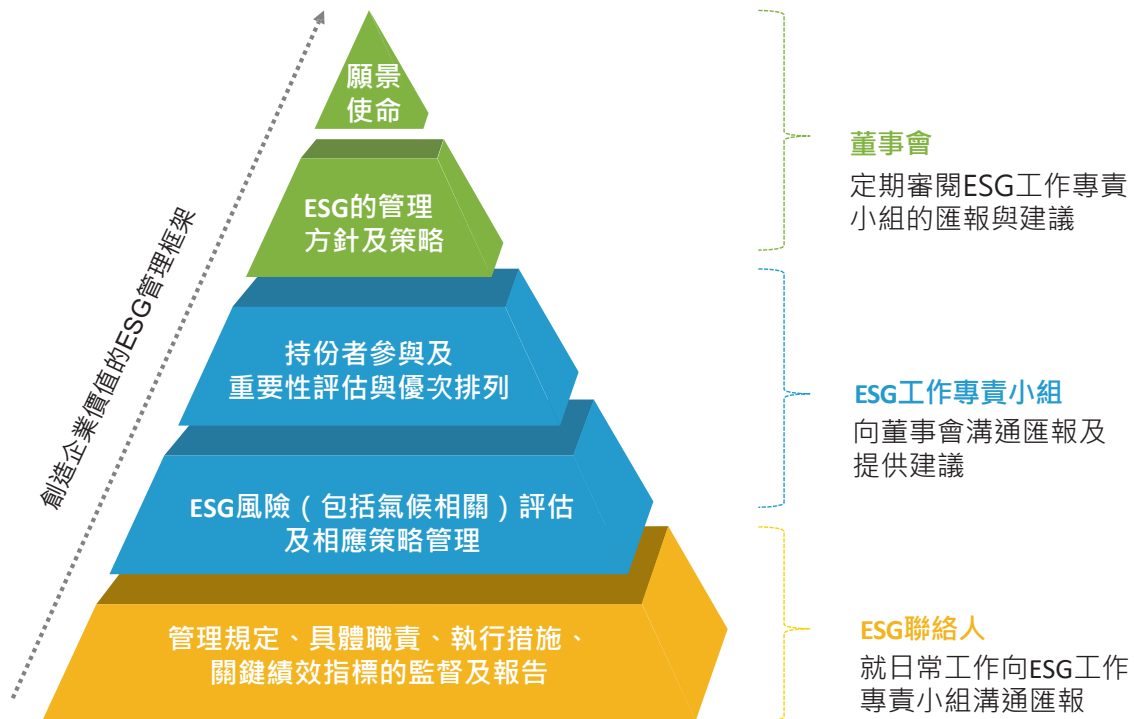 創造企業價值的ESG管理框架
願景
使命
ESG的管理
方針及策略
持份者參與及
重要性評估與優次排列
ESG風險（包括氣候相關）評估
及相應策略管理
管理規定、具體職責、執行措施、
關鍵績效指標的監督及報告
董事會
定期審閱ESG工作專責
小組的匯報與建議
ESG工作專責小組
向董事會溝通匯報及
提供建議
ESG聯絡人
就日常工作向ESG工作
專責小組溝通匯報